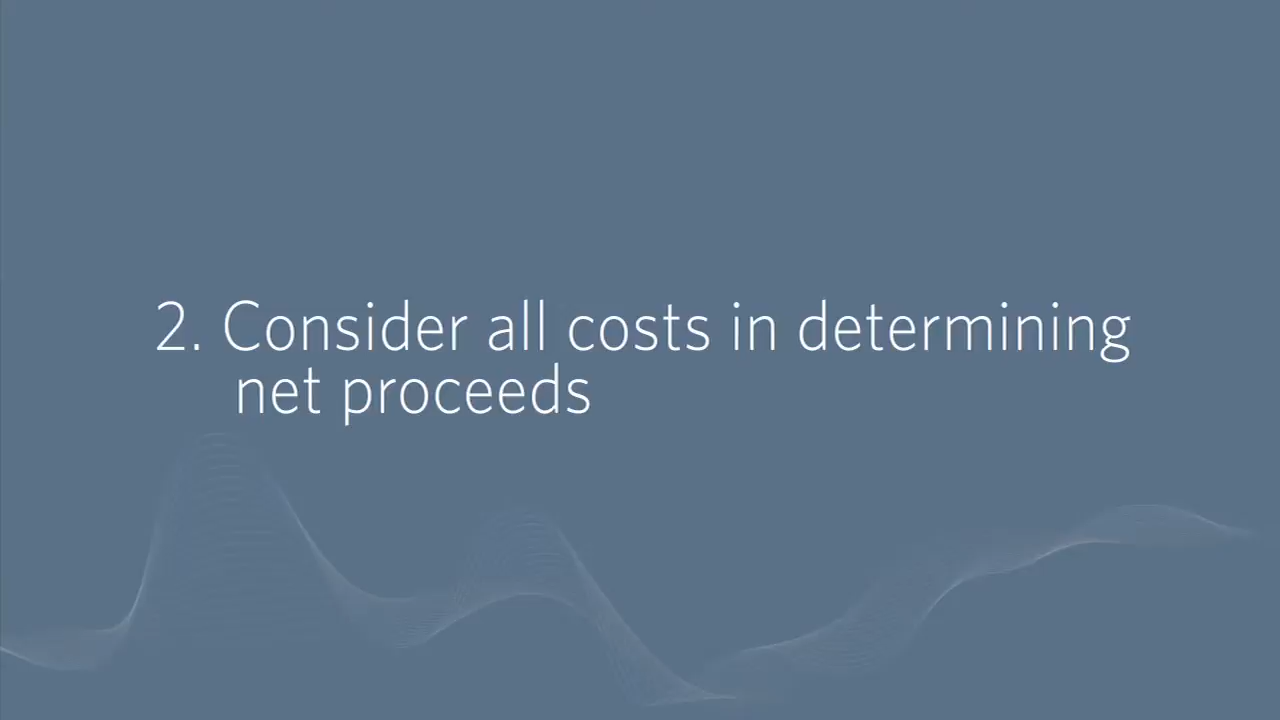 2. Consider all costs in determining
net proceeds